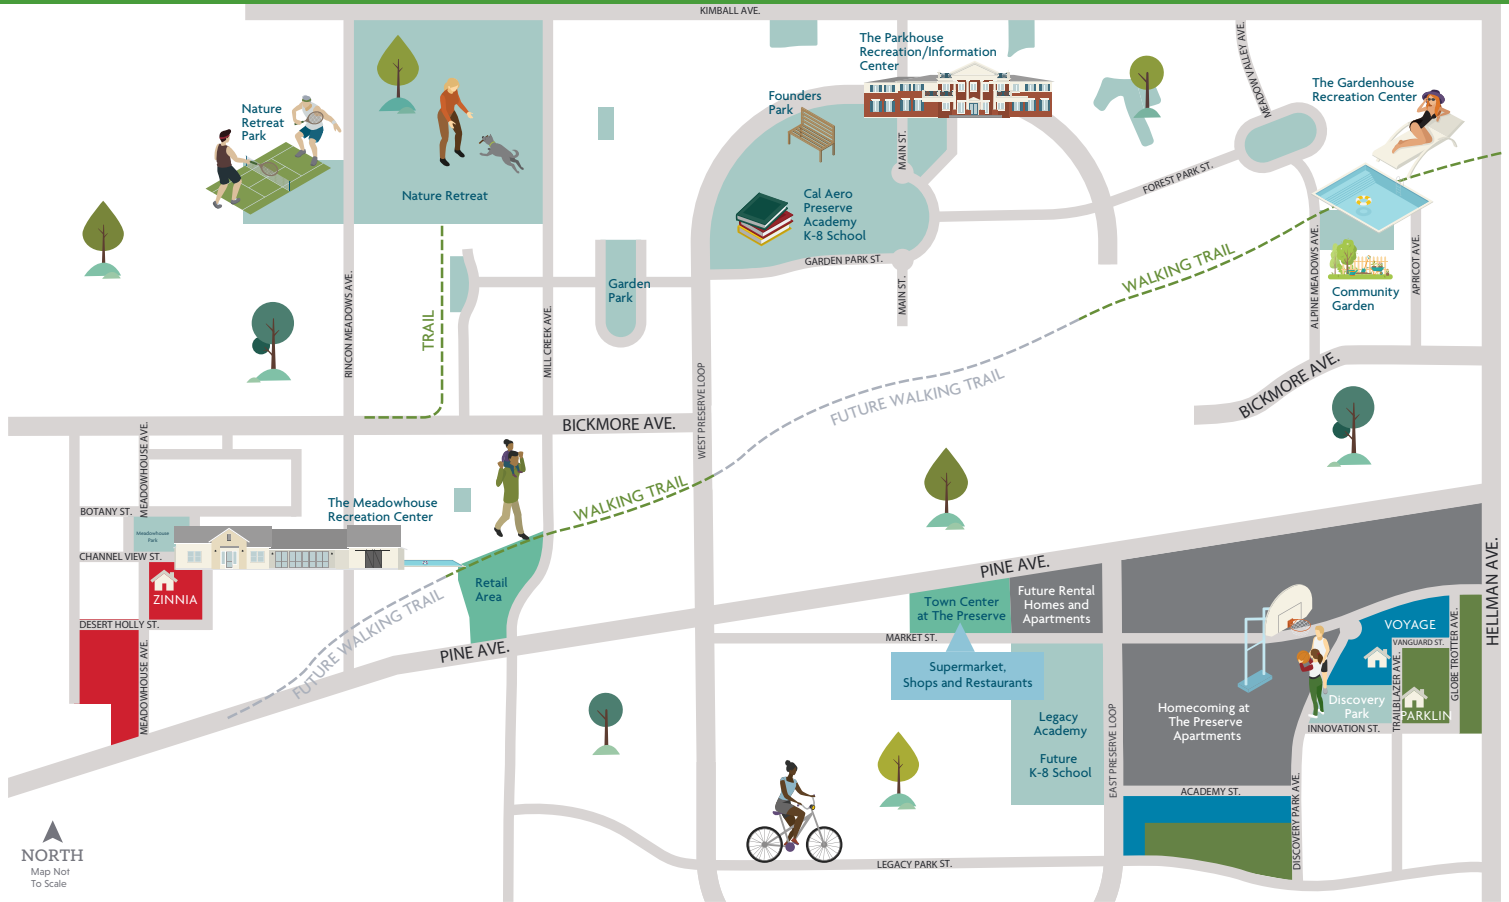 KIMBALL AVE.
The Parkhouse
Recreation/Information
Center
MEADOW VALLEY AVE.
The Gardenhouse
Recreation Center
Nature
Retreat
Park
Founders
Park
MAIN ST.
FOREST PARK ST.
Nature Retreat
Cal Aero
Preserve
Academy
K-8 School
GARDEN PARK ST.
MAIN ST.
WALKING TRAIL
ALPINE MEADOWS AVE.
APRICOT AVE.
Community
Garden
Garden
Park
RINCON MEADOWS AVE.
TRAIL
MILL CREEK AVE.
WEST PRESERVE LOOP
FUTURE WALKING TRAIL
BICKMORE AVE.
BICKMORE AVE.
MEADOWHOUSE AVE.
BOTANY ST.
The Meadowhouse
Recreation Center
WALKING TRAIL
Meadowhouse
Park
CHANNEL VIEW ST.
ZINNIA
DESERT HOLLY ST.
MEADOWHOUSE AVE.
FUTURE WALKING TRAIL
Retail
Area
PINE AVE.
PINE AVE.
HELLMAN AVE.
Town Center
at The Preserve
Future Rental
Homes and
Apartments
MARKET ST.
Supermarket,
Shops and Restaurants
VOYAGE
VANGUARD ST.
GLOBE TROTTER AVE.
TRAILBLAZER AVE.
PARKLIN
Discovery
Park
INNOVATION ST.
Legacy
Academy
Future
K-8 School
EAST PRESERVE LOOP
Homecoming at
The Preserve
Apartments
ACADEMY ST.
DISCOVERY PARK AVE.
LEGACY PARK ST.
NORTH
Map Not
To Scale